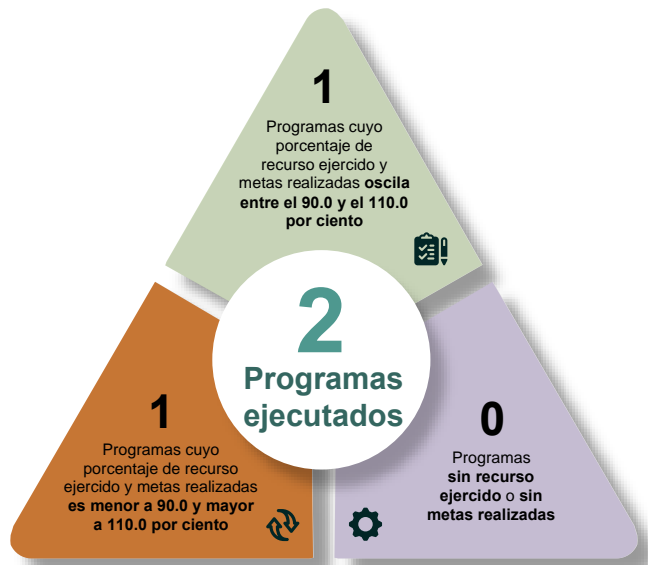 1
Programas cuyo
porcentaje de
recurso ejercido y
metas realizadas oscila
entre el 90.0 y el 110.0
por ciento
2
Programas
ejecutados
1
Programas cuyo
porcentaje de recurso
ejercido y metas realizadas
es menor a 90.0 y mayor
a 110.0 por ciento
0
Programas
sin recurso
ejercido o sin
metas realizadas